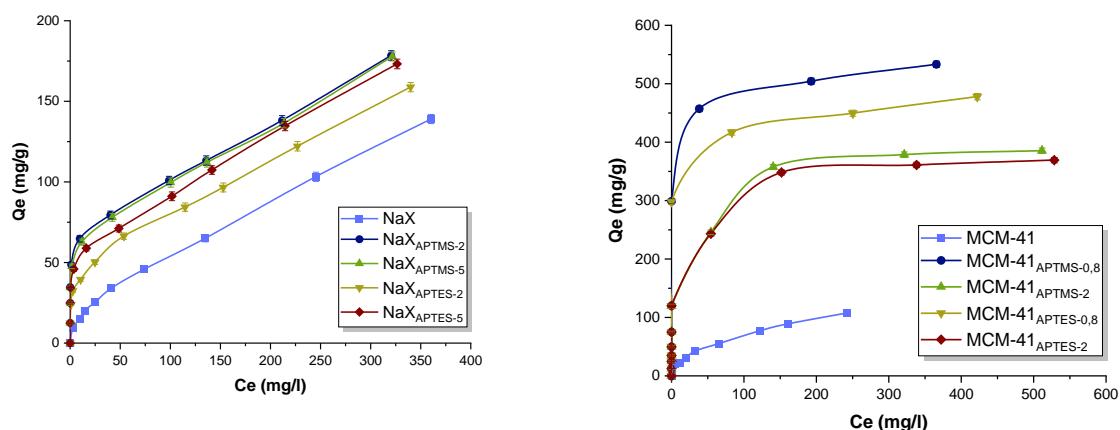 200
150
100
50
0
Qe (mg/g)
0 50 100 150 200 250 300 350 400
Ce (mg/l)
NaX
NaXAPTMS-2
NaXAPTMS-5
NaXAPTES-2
NaXAPTES-5
600
500
400
300
200
100
0
Qe (mg/g)
0 100 200 300 400 500 600
Ce (mg/l)
MCM-41
MCM-41APTMS-0,8
MCM-41APTMS-2
MCM-41APTES-0,8
MCM-41APTES-2